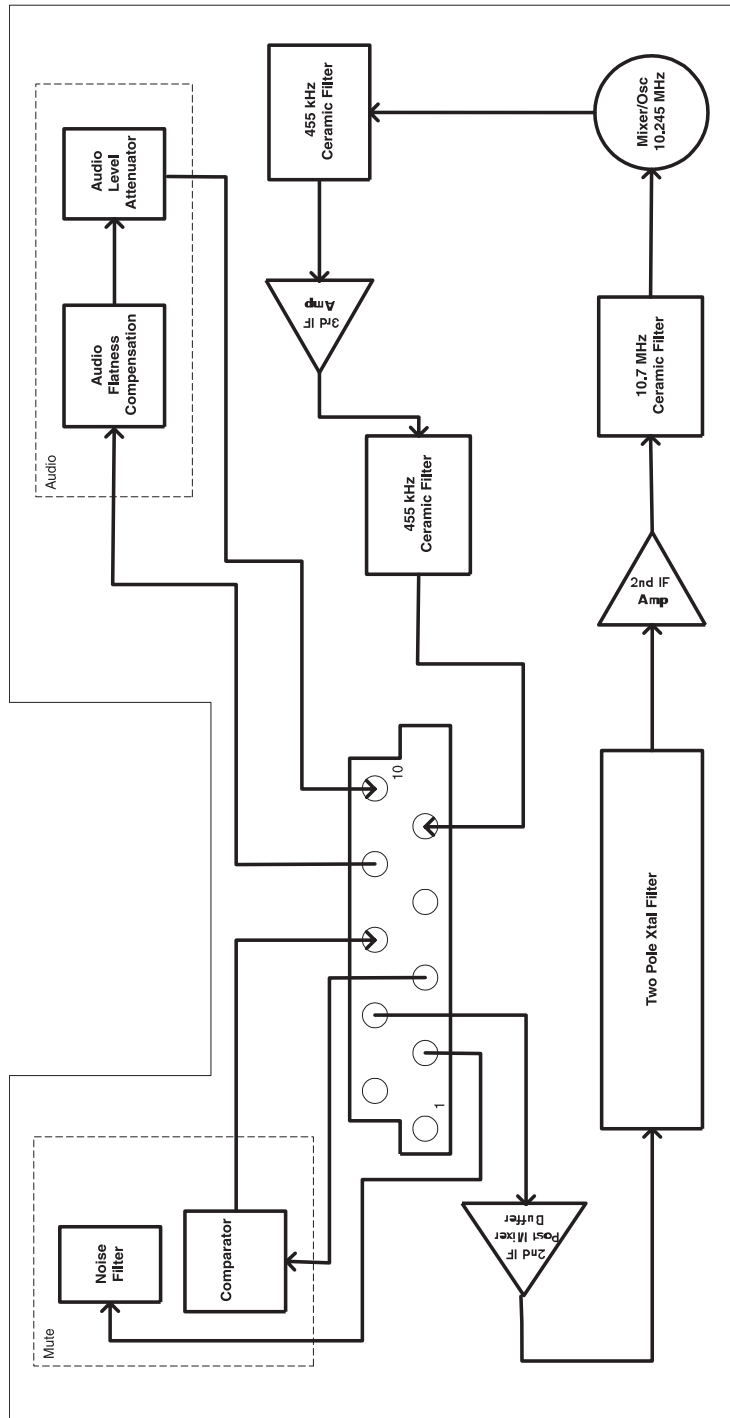 Mute
Noise
Filter
Comparator
Audio
Audio
Flatness
Compensation
Audio
Level
Attenuator
1
10
455 kHz
Ceramic Filter
3rd IF
Amp
455 kHz
Ceramic Filter
2nd IF
Post Mixer
Buffer
Two Pole Xtal Filter
2nd IF
Amp
10.7 MHz
Ceramic Filter
Mixer/Osc
10.245 MHz